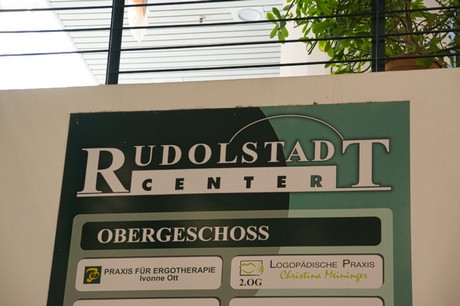 RUDOLSTADT
CENTER
OBERGESCHOSS
PRAXIS FÜR ERGOTHERAPIE
Ivonne Ott
LOGOPÄDISCHE PRAXIS
2.OG Christina Meininger